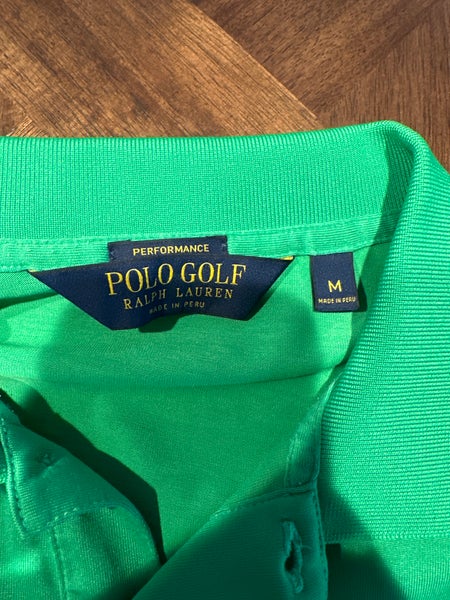 PERFORMANCE
POLO GOLF
RALPH LAUREN
MADE IN PERU
M
MADE IN PERU